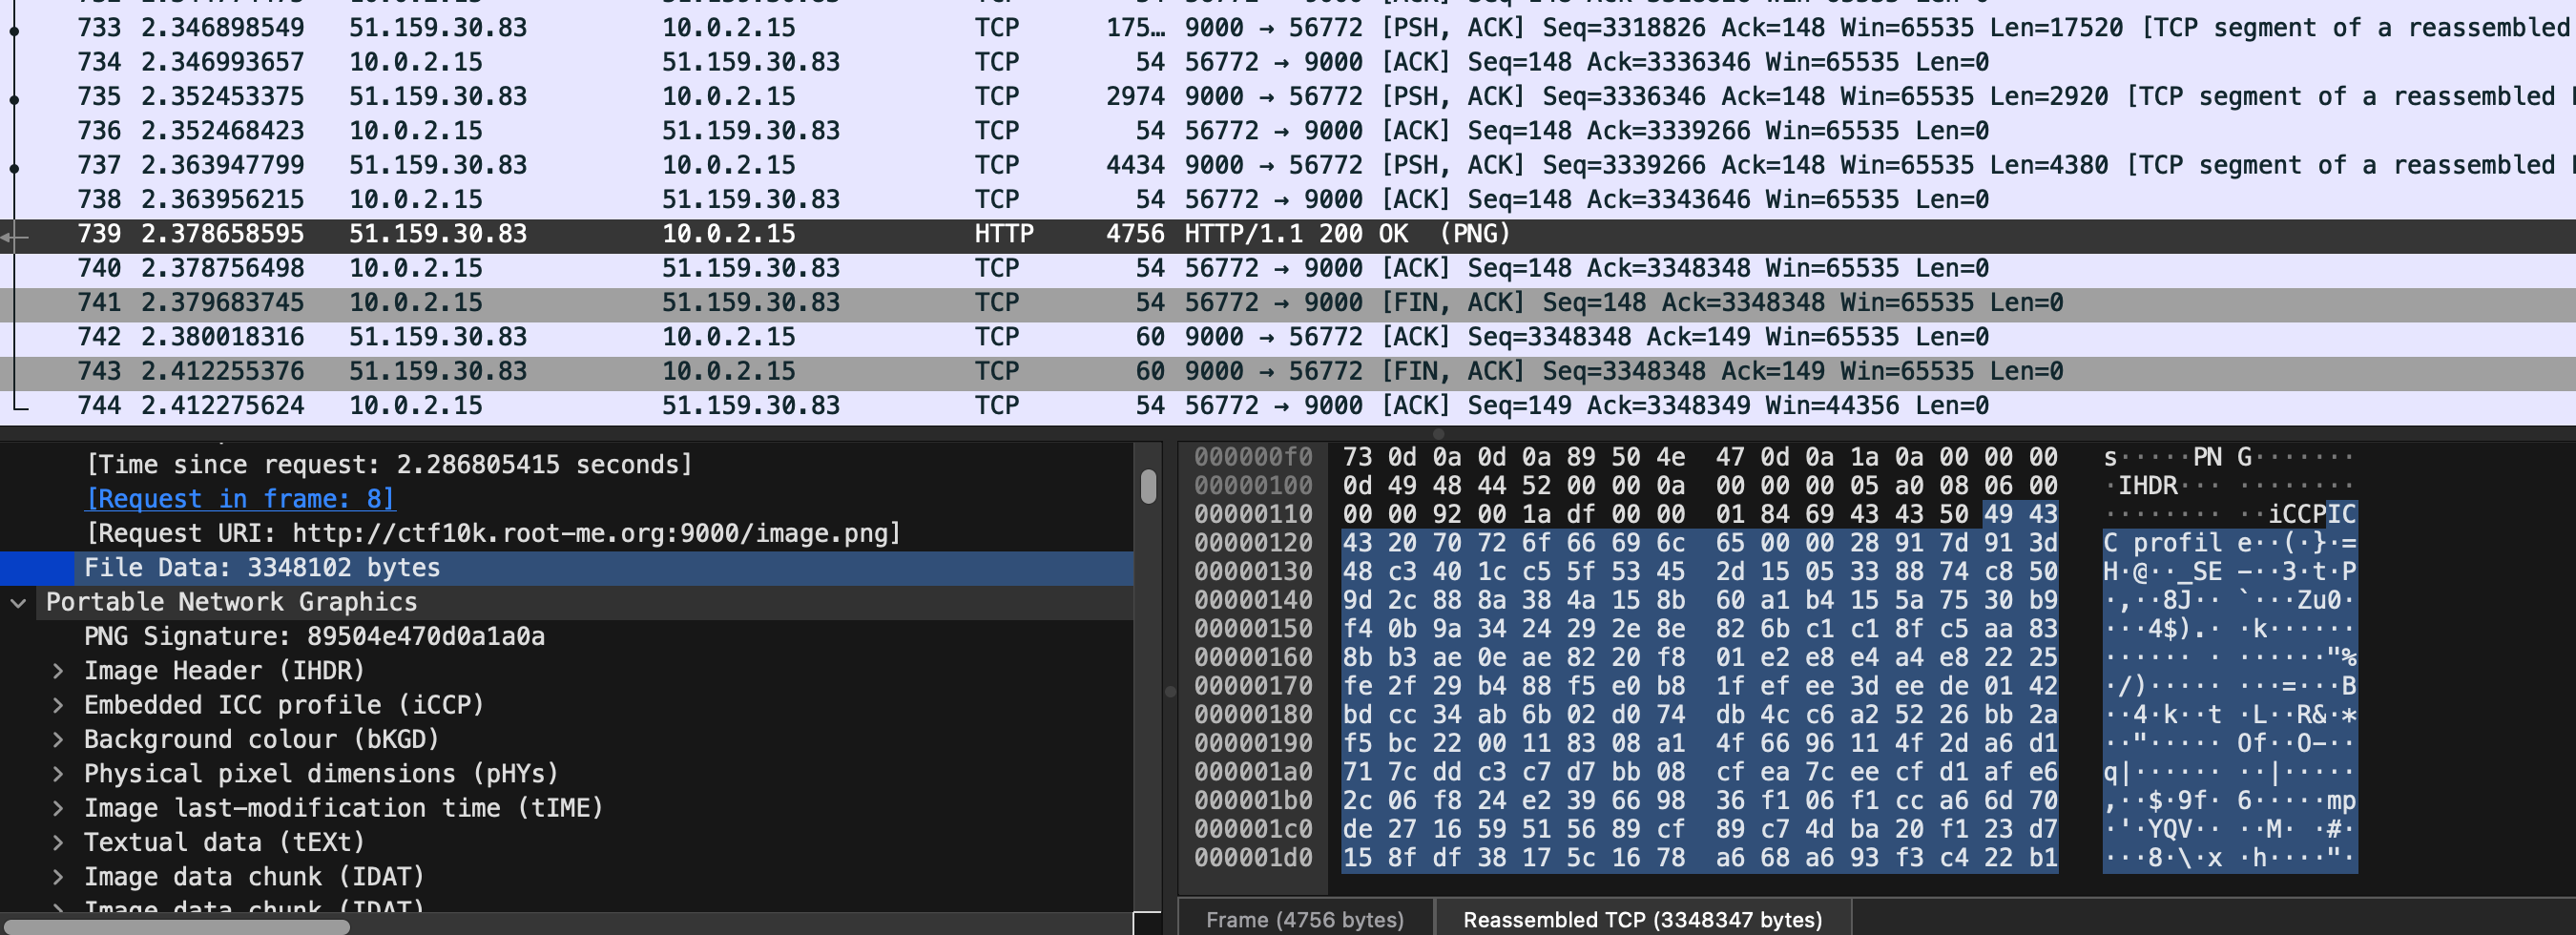 733 2.346898549 51.159.30.83 10.0.2.15 TCP 175… 9000 → 56772 [PSH, ACK] Seq=3318826 Ack=148 Win=65535 Len=17520 [TCP segment of a reassembled
734 2.346993657 10.0.2.15 51.159.30.83 TCP 54 56772 → 9000 [ACK] Seq=148 Ack=3336346 Win=65535 Len=0
735 2.352453375 51.159.30.83 10.0.2.15 TCP 2974 9000 → 56772 [PSH, ACK] Seq=3336346 Ack=148 Win=65535 Len=2920 [TCP segment of a reassembled
736 2.352468423 10.0.2.15 51.159.30.83 TCP 54 56772 → 9000 [ACK] Seq=148 Ack=3339266 Win=65535 Len=0
737 2.363947799 51.159.30.83 10.0.2.15 TCP 4434 9000 → 56772 [PSH, ACK] Seq=3339266 Ack=148 Win=65535 Len=4380 [TCP segment of a reassembled
738 2.363956215 10.0.2.15 51.159.30.83 TCP 54 56772 → 9000 [ACK] Seq=148 Ack=3343646 Win=65535 Len=0
739 2.378658595 51.159.30.83 10.0.2.15 HTTP 4756 HTTP/1.1 200 OK (PNG)
740 2.378756498 10.0.2.15 51.159.30.83 TCP 54 56772 → 9000 [ACK] Seq=148 Ack=3348348 Win=65535 Len=0
741 2.379683745 10.0.2.15 51.159.30.83 TCP 54 56772 → 9000 [FIN, ACK] Seq=148 Ack=3348348 Win=65535 Len=0
742 2.380018316 51.159.30.83 10.0.2.15 TCP 60 9000 → 56772 [ACK] Seq=3348348 Ack=149 Win=65535 Len=0
743 2.412255376 51.159.30.83 10.0.2.15 TCP 60 9000 → 56772 [FIN, ACK] Seq=3348348 Ack=149 Win=65535 Len=0
744 2.412275624 10.0.2.15 51.159.30.83 TCP 54 56772 → 9000 [ACK] Seq=149 Ack=3348349 Win=44356 Len=0
[Time since request: 2.286805415 seconds]
[Request in frame: 8]
[Request URI: http://ctf10k.root-me.org:9000/image.png]
File Data: 3348102 bytes
Portable Network Graphics
PNG Signature: 89504e470d0a1a0a
Image Header (IHDR)
Embedded ICC profile (iCCP)
Background colour (bKGD)
Physical pixel dimensions (pHYs)
Image last-modification time (tIME)
Textual data (tEXt)
Image data chunk (IDAT)
Image data chunk (IDAT)
000000f0 73 0d 0a 0d 0a 89 50 4e 47 0d 0a 1a 0a 00 00 00 s·····PN G·······
00000100 0d 49 48 44 52 00 00 0a 00 00 00 05 a0 08 06 00 ·IHDR··· ········
00000110 00 00 92 00 1a df 00 00 01 84 69 43 43 50 49 43 ········ ··iCCPIC
00000120 43 20 70 72 6f 66 69 6c 65 00 00 28 91 7d 91 3d C profil e··(·}·=
00000130 48 c3 40 1c c5 5f 53 45 2d 15 05 33 88 74 c8 50 H·@··_SE -··3·t·P
00000140 9d 2c 88 8a 38 4a 15 8b 60 a1 b4 15 5a 75 30 b9 ·,··8J·· `···Zu0·
00000150 f4 0b 9a 34 24 29 2e 8e 82 6b c1 c1 8f c5 aa 83 ···4$).· ·k······
00000160 8b b3 ae 0e ae 82 20 f8 01 e2 e8 e4 a4 e8 22 25 ······ · ······"%
00000170 fe 2f 29 b4 88 f5 e0 b8 1f ef ee 3d ee de 01 42 ·/)····· ···=···B
00000180 bd cc 34 ab 6b 02 d0 74 db 4c c6 a2 52 26 bb 2a ··4·k··t ·L··R&·*
00000190 f5 bc 22 00 11 83 08 a1 4f 66 96 11 4f 2d a6 d1 ··"····· Of··O-··
000001a0 71 7c dd c3 c7 d7 bb 08 cf ea 7c ee cf d1 af e6 q|······ ··|·····
000001b0 2c 06 f8 24 e2 39 66 98 36 f1 06 f1 cc a6 6d 70 ,··$·9f· 6·····mp
000001c0 de 27 16 59 51 56 89 cf 89 c7 4d ba 20 f1 23 d7 ·'·YQV·· ··M· ·#·
000001d0 15 8f df 38 17 5c 16 78 a6 68 a6 93 f3 c4 22 b1 ···8·\·x ·h····"·
Frame (4756 bytes) Reassembled TCP (3348347 bytes)